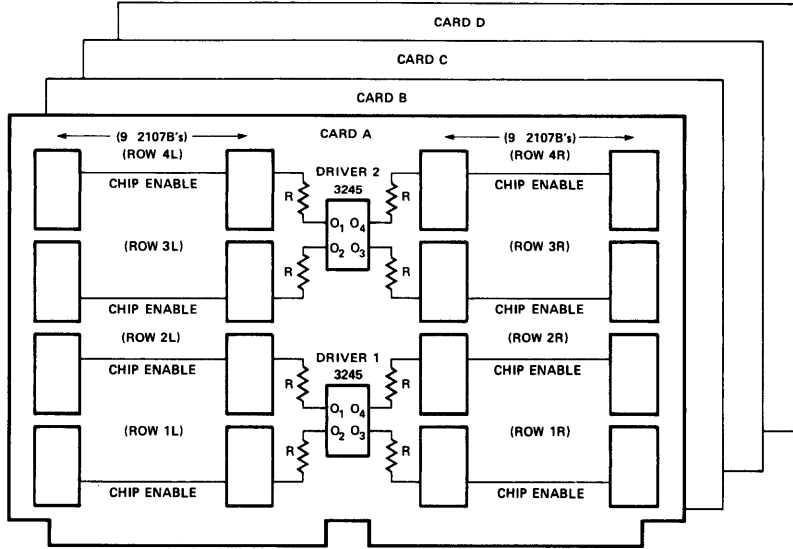 CARD D
CARD C
CARD B
CARD A
(9 2107B's)
(9 2107B's)
(ROW 4L)
(ROW 4R)
CHIP ENABLE
CHIP ENABLE
DRIVER 2
3245
R
R
O1 O4
O2 O3
R
R
(ROW 3L)
(ROW 3R)
CHIP ENABLE
CHIP ENABLE
(ROW 2L)
(ROW 2R)
CHIP ENABLE
CHIP ENABLE
DRIVER 1
3245
R
R
O1 O4
O2 O3
R
R
(ROW 1L)
(ROW 1R)
CHIP ENABLE
CHIP ENABLE